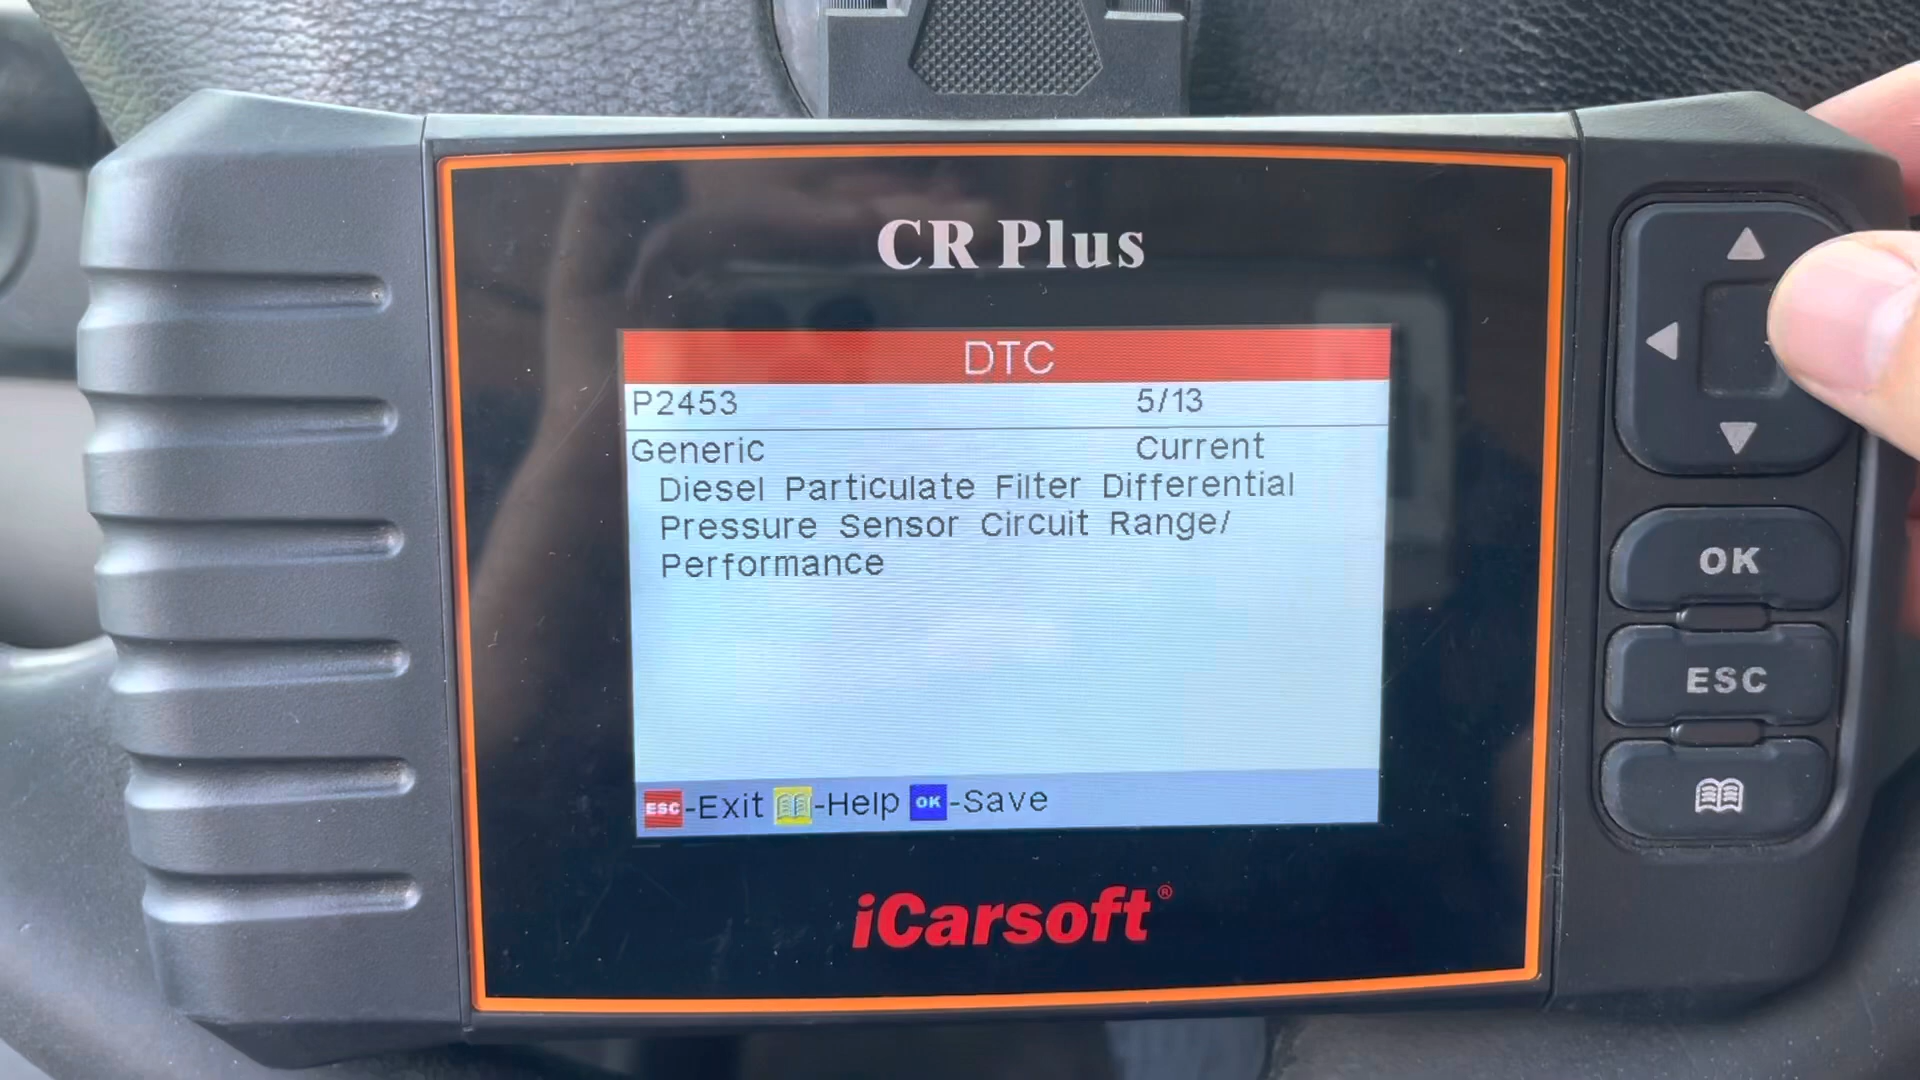 CR Plus
DTC
P2453 5/13
Generic Current
Diesel Particulate Filter Differential
Pressure Sensor Circuit Range/
Performance
ESC-Exit -Help OK-Save
iCarsoft®
OK
ESC